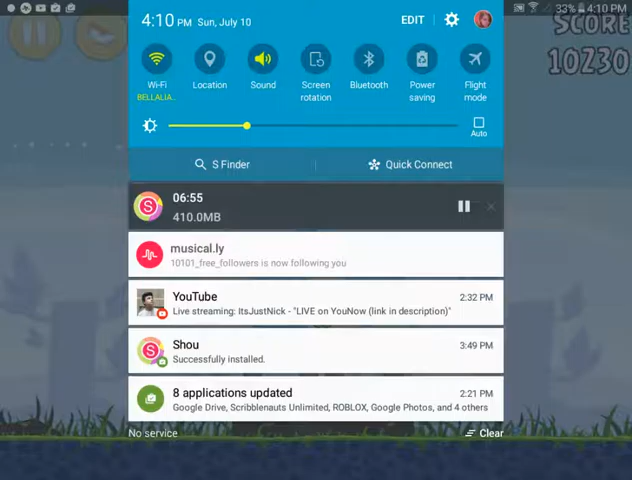 33% 4:10 PM
4:10 PM Sun, July 10 EDIT
SCORE
10230
Wi-Fi Location Sound Screen rotation Bluetooth Power saving Flight mode
BELLALIA..
Auto
S Finder Quick Connect
06:55
410.0MB
musical.ly
10101_free_followers is now following you
YouTube 2:32 PM
Live streaming: ItsJustNick - "LIVE on YouNow (link in description)"
Shou 3:49 PM
Successfully installed.
8 applications updated 2:21 PM
Google Drive, Scribblenauts Unlimited, ROBLOX, Google Photos, and 4 others
No service Clear